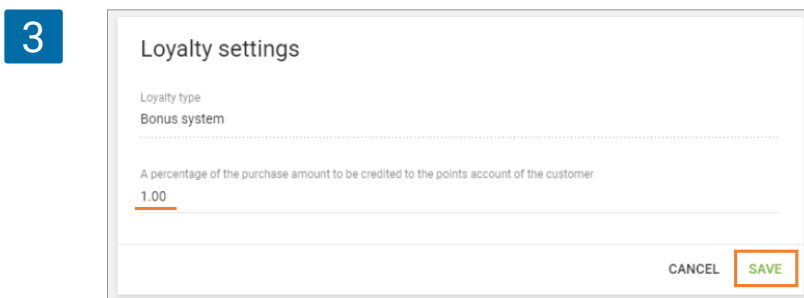 3
Loyalty settings
Loyalty type
Bonus system
A percentage of the purchase amount to be credited to the points account of the customer
1.00
CANCEL SAVE